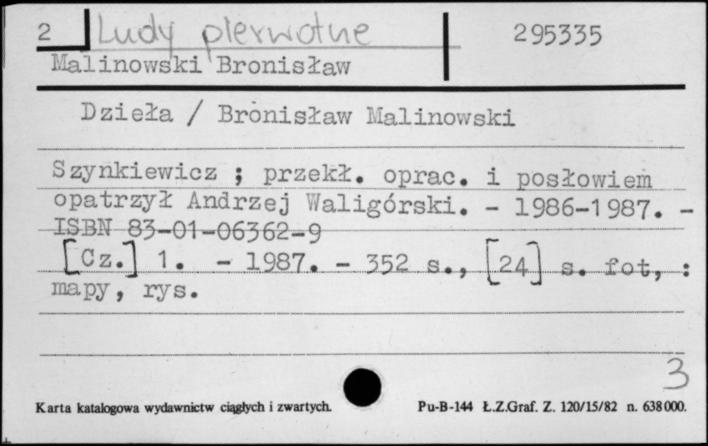 2 Ludy pierwotne 295335
Malinowski Bronisław
Dzieła / Bronisław Malinowski
Szynkiewicz ; przekł. oprac. i posłowiem
opatrzył Andrzej Waligórski. - 1986-1987. -
ISBN 83-01-06362-9
[Cz.] 1. - 1987. - 352 s., [24] s. fot, :
mapy, rys.
3
Karta katalogowa wydawnictw ciągłych i zwartych. Pu-B-144 Ł.Z.Graf. Z. 120/15/82 n. 638000.